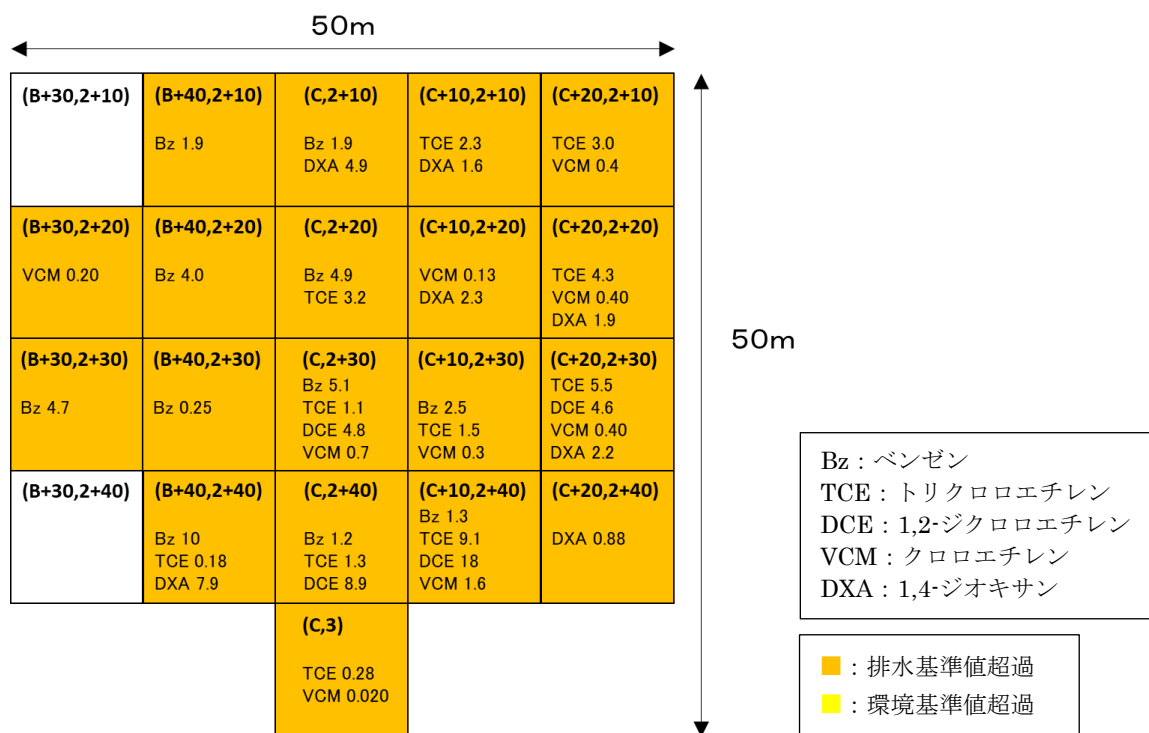 50m
(B+30,2+10)
(B+40,2+10)
Bz 1.9
(C,2+10)
Bz 1.9
DXA 4.9
(C+10,2+10)
TCE 2.3
DXA 1.6
(C+20,2+10)
TCE 3.0
VCM 0.4
(B+30,2+20)
VCM 0.20
(B+40,2+20)
Bz 4.0
(C,2+20)
Bz 4.9
TCE 3.2
(C+10,2+20)
VCM 0.13
DXA 2.3
(C+20,2+20)
TCE 4.3
VCM 0.40
DXA 1.9
(B+30,2+30)
Bz 4.7
(B+40,2+30)
Bz 0.25
(C,2+30)
Bz 5.1
TCE 1.1
DCE 4.8
VCM 0.7
(C+10,2+30)
Bz 2.5
TCE 1.5
VCM 0.3
(C+20,2+30)
TCE 5.5
DCE 4.6
VCM 0.40
DXA 2.2
(B+30,2+40)
(B+40,2+40)
Bz 10
TCE 0.18
DXA 7.9
(C,2+40)
Bz 1.2
TCE 1.3
DCE 8.9
(C+10,2+40)
Bz 1.3
TCE 9.1
DCE 18
VCM 1.6
(C+20,2+40)
DXA 0.88
(C,3)
TCE 0.28
VCM 0.020
50m
Bz：ベンゼン
TCE：トリクロロエチレン
DCE：1,2-ジクロロエチレン
VCM：クロロエチレン
DXA：1,4-ジオキサン
■：排水基準値超過
■：環境基準値超過